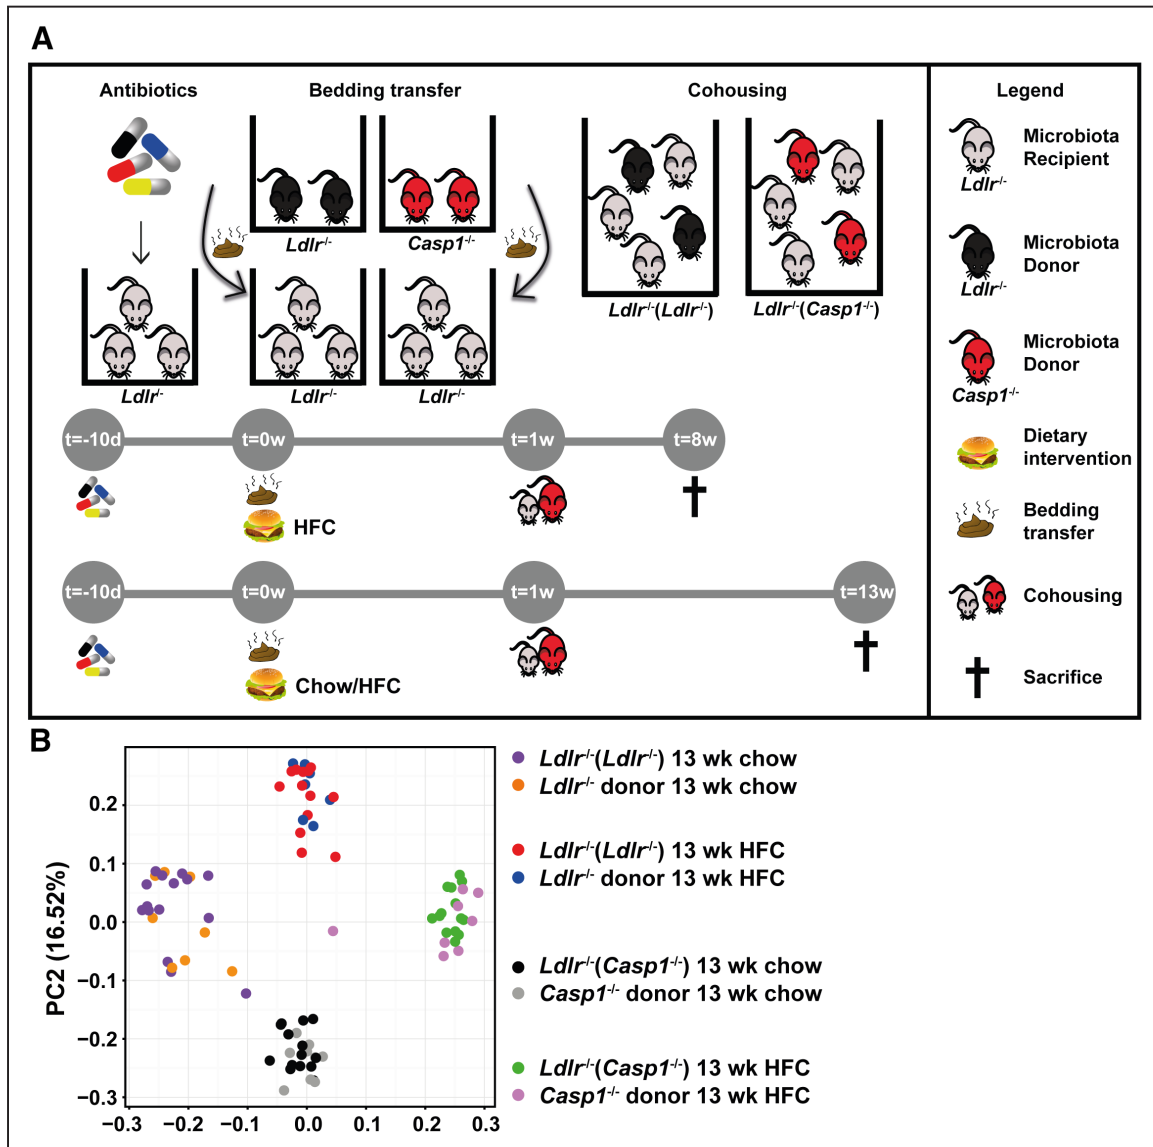 A
Antibiotics
Bedding transfer
Cohousing
Legend
Ldlr-/-
Casp1-/-
Ldlr-/-
Ldlr-/-
Ldlr-/-
Ldlr-/-(Ldlr-/-)
Ldlr-/-(Casp1-/-)
Microbiota
Recipient
Ldlr-/-
Microbiota
Donor
Ldlr-/-
Microbiota
Donor
Casp1-/-
Dietary
intervention
Bedding
transfer
Cohousing
Sacrifice
t=-10d
t=0w
t=1w
t=8w
HFC
t=-10d
t=0w
t=1w
t=13w
Chow/HFC
B
PC2 (16.52%)
0.2
0.1
0.0
−0.1
−0.2
−0.3
−0.3
−0.2
−0.1
0.0
0.1
0.2
0.3
Ldlr-/-(Ldlr-/-) 13 wk chow
Ldlr-/- donor 13 wk chow
Ldlr-/-(Ldlr-/-) 13 wk HFC
Ldlr-/- donor 13 wk HFC
Ldlr-/-(Casp1-/-) 13 wk chow
Casp1-/- donor 13 wk chow
Ldlr-/-(Casp1-/-) 13 wk HFC
Casp1-/- donor 13 wk HFC